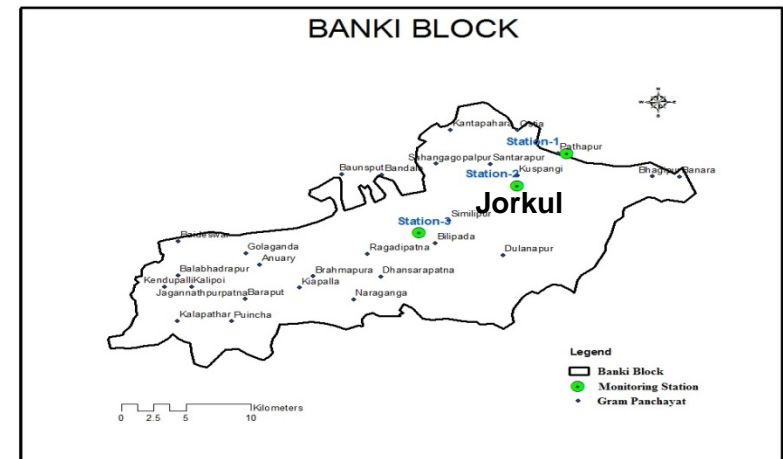 BANKI BLOCK
Kantapahara
Ostia
Station-1
Pathapur
Sahangagopalpur
Santarapur
Baunsput
Bandala
Station-2
Kuspangi
Bhagipur
Banara
Jorkul
Station-3
Similipur
Baideswar
Bilipada
Golaganda
Ragadipatna
Dulanapur
Anuary
Balabhadrapur
Brahmapura
Dhansarapatna
Kendupalli
Kalipoi
Kiapalla
Jagannathpurpatna
Baraput
Naraganga
Kalapathar
Puincha
Legend
Banki Block
Monitoring Station
Gram Panchayat
Kilometers
0 2.5 5 10